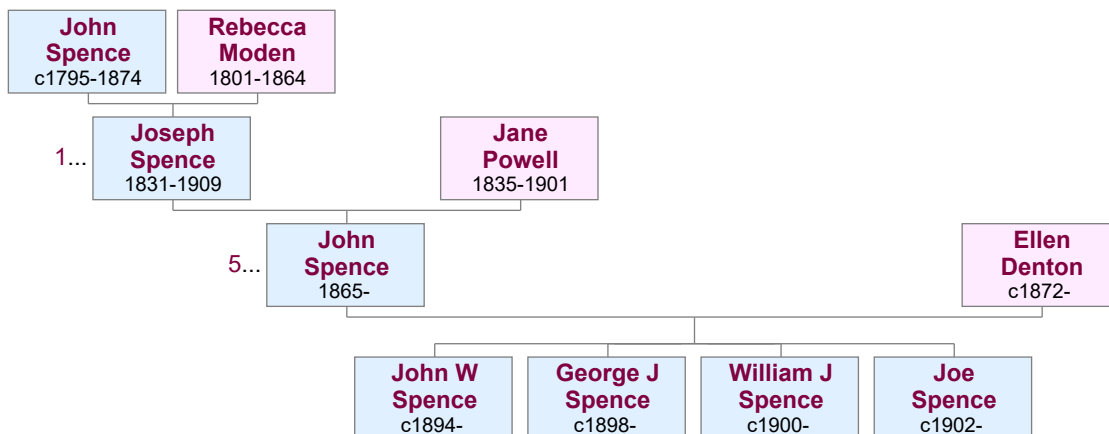 John
Spence
c1795-1874
Rebecca
Moden
1801-1864
1...
Joseph
Spence
1831-1909
Jane
Powell
1835-1901
5...
John
Spence
1865-
Ellen
Denton
c1872-
John W
Spence
c1894-
George J
Spence
c1898-
William J
Spence
c1900-
Joe
Spence
c1902-